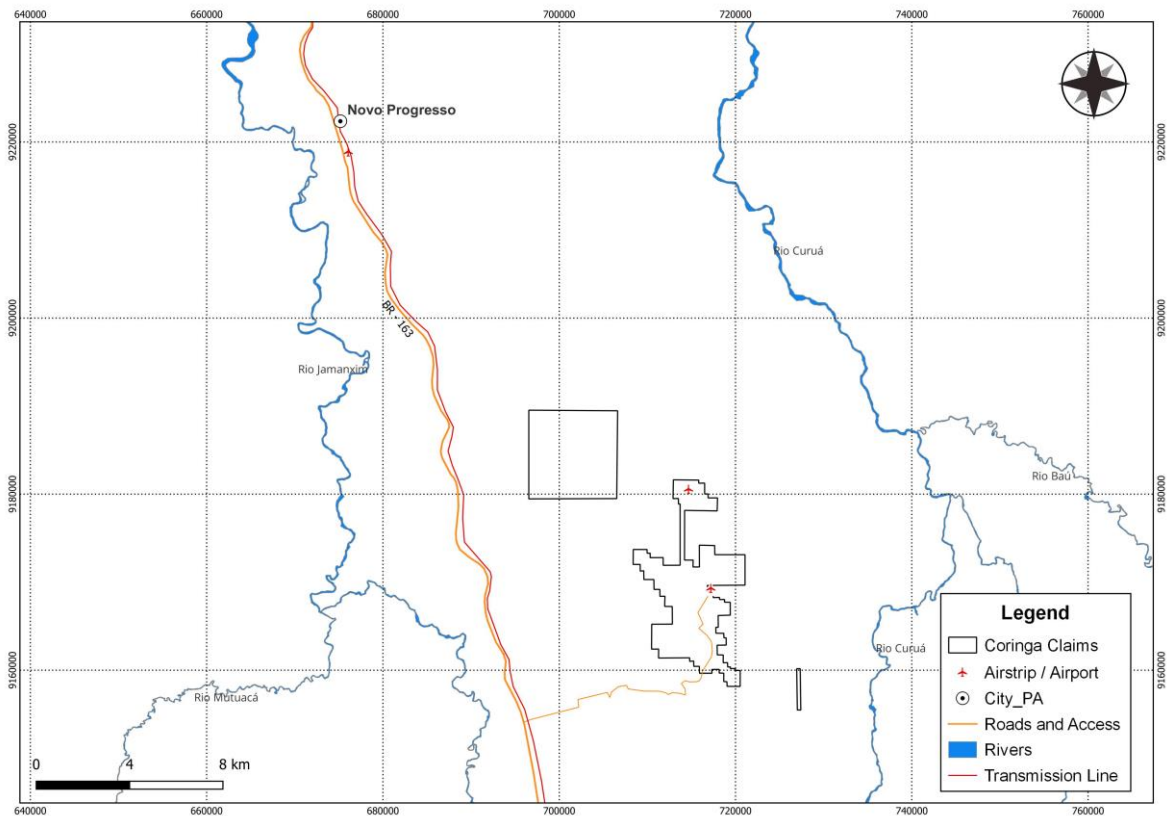 640000 660000 680000 700000 720000 740000 760000
Novo Progresso
9220000 9220000
Rio Curuá
BR - 163
9200000 9200000
Rio Jamanxim
Rio Baú
9180000 9180000
Legend
Coringa Claims
Airstrip / Airport
City_PA
Roads and Access
Rivers
Transmission Line
Rio Curuá
9160000 9160000
Rio Mutuacá
0 4 8 km
640000 660000 680000 700000 720000 740000 760000